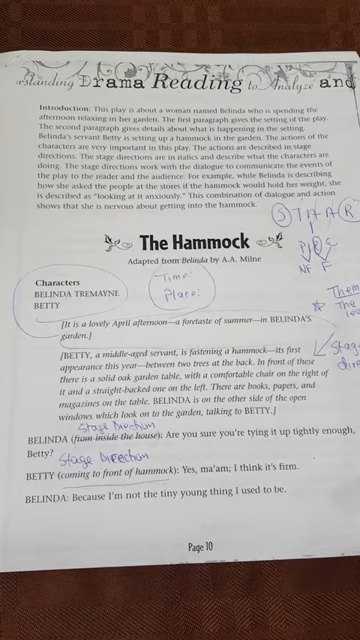 Drama Reading to Analyze and
Introduction: This play is about a woman named Belinda who is spending the
afternoon relaxing in her garden. The first paragraph gives the setting of the play.
The second paragraph gives details about what is happening in the setting.
Belinda's servant Betty is setting up a hammock in the garden. The actions of the
characters are very important in this play. The actions are described in stage
directions. The stage directions are in italics and describe what the characters are
doing. The stage directions work with the dialogue to communicate the events of
the play to the reader and the audience. For example, while Belinda is describing
how she asked the people at the stores if the hammock would hold her weight, she
is described as "looking at it anxiously." This combination of dialogue and action
shows that she is nervous about getting into the hammock.
S T A A R
NF F
The Hammock
Adapted from Belinda by A.A. Milne
Time:
Place:
Characters
BELINDA TREMAYNE
BETTY
[It is a lovely April afternoon—a foretaste of summer—in BELINDA'S
garden.]
[BETTY, a middle-aged servant, is fastening a hammock—its first
appearance this year—between two trees at the back. In front of these
there is a solid oak garden table, with a comfortable chair on the right of
it and a straight-backed one on the left. There are books, papers, and
magazines on the table. BELINDA is on the other side of the open
windows which look on to the garden, talking to BETTY.]
Stage Direction
BELINDA (from inside the house): Are you sure you're tying it up tightly enough,
Betty?
Stage Direction
BETTY (coming to front of hammock): Yes, ma'am; I think it's firm.
BELINDA: Because I'm not the tiny young thing I used to be.
Page 10